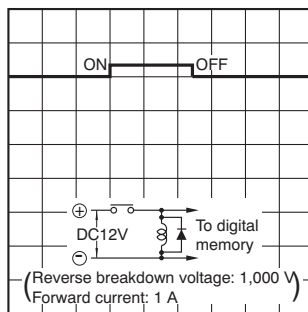 ON OFF
⊕
DC12V
To digital
memory
⊖
(Reverse breakdown voltage: 1,000 V
Forward current: 1 A)